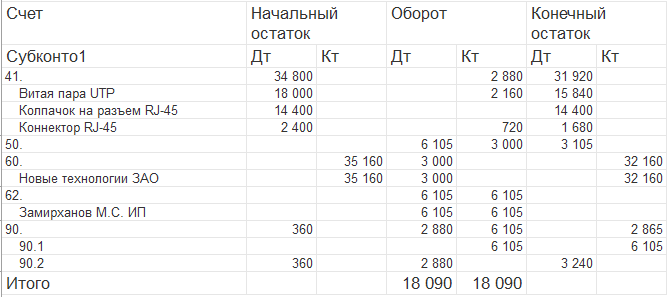 Счет Начальный остаток Оборот Конечный остаток
Субконто1 Дт Кт Дт Кт Дт Кт
41. 34 800 2 880 31 920
Витая пара UTP 18 000 2 160 15 840
Колпачок на разъем RJ-45 14 400 14 400
Коннектор RJ-45 2 400 720 1 680
50. 6 105 3 000 3 105
60. 35 160 3 000 32 160
Новые технологии ЗАО 35 160 3 000 32 160
62. 6 105 6 105
Замирханов М.С. ИП 6 105 6 105
90. 360 2 880 6 105 2 865
90.1 6 105 6 105
90.2 360 2 880 3 240
Итого 18 090 18 090